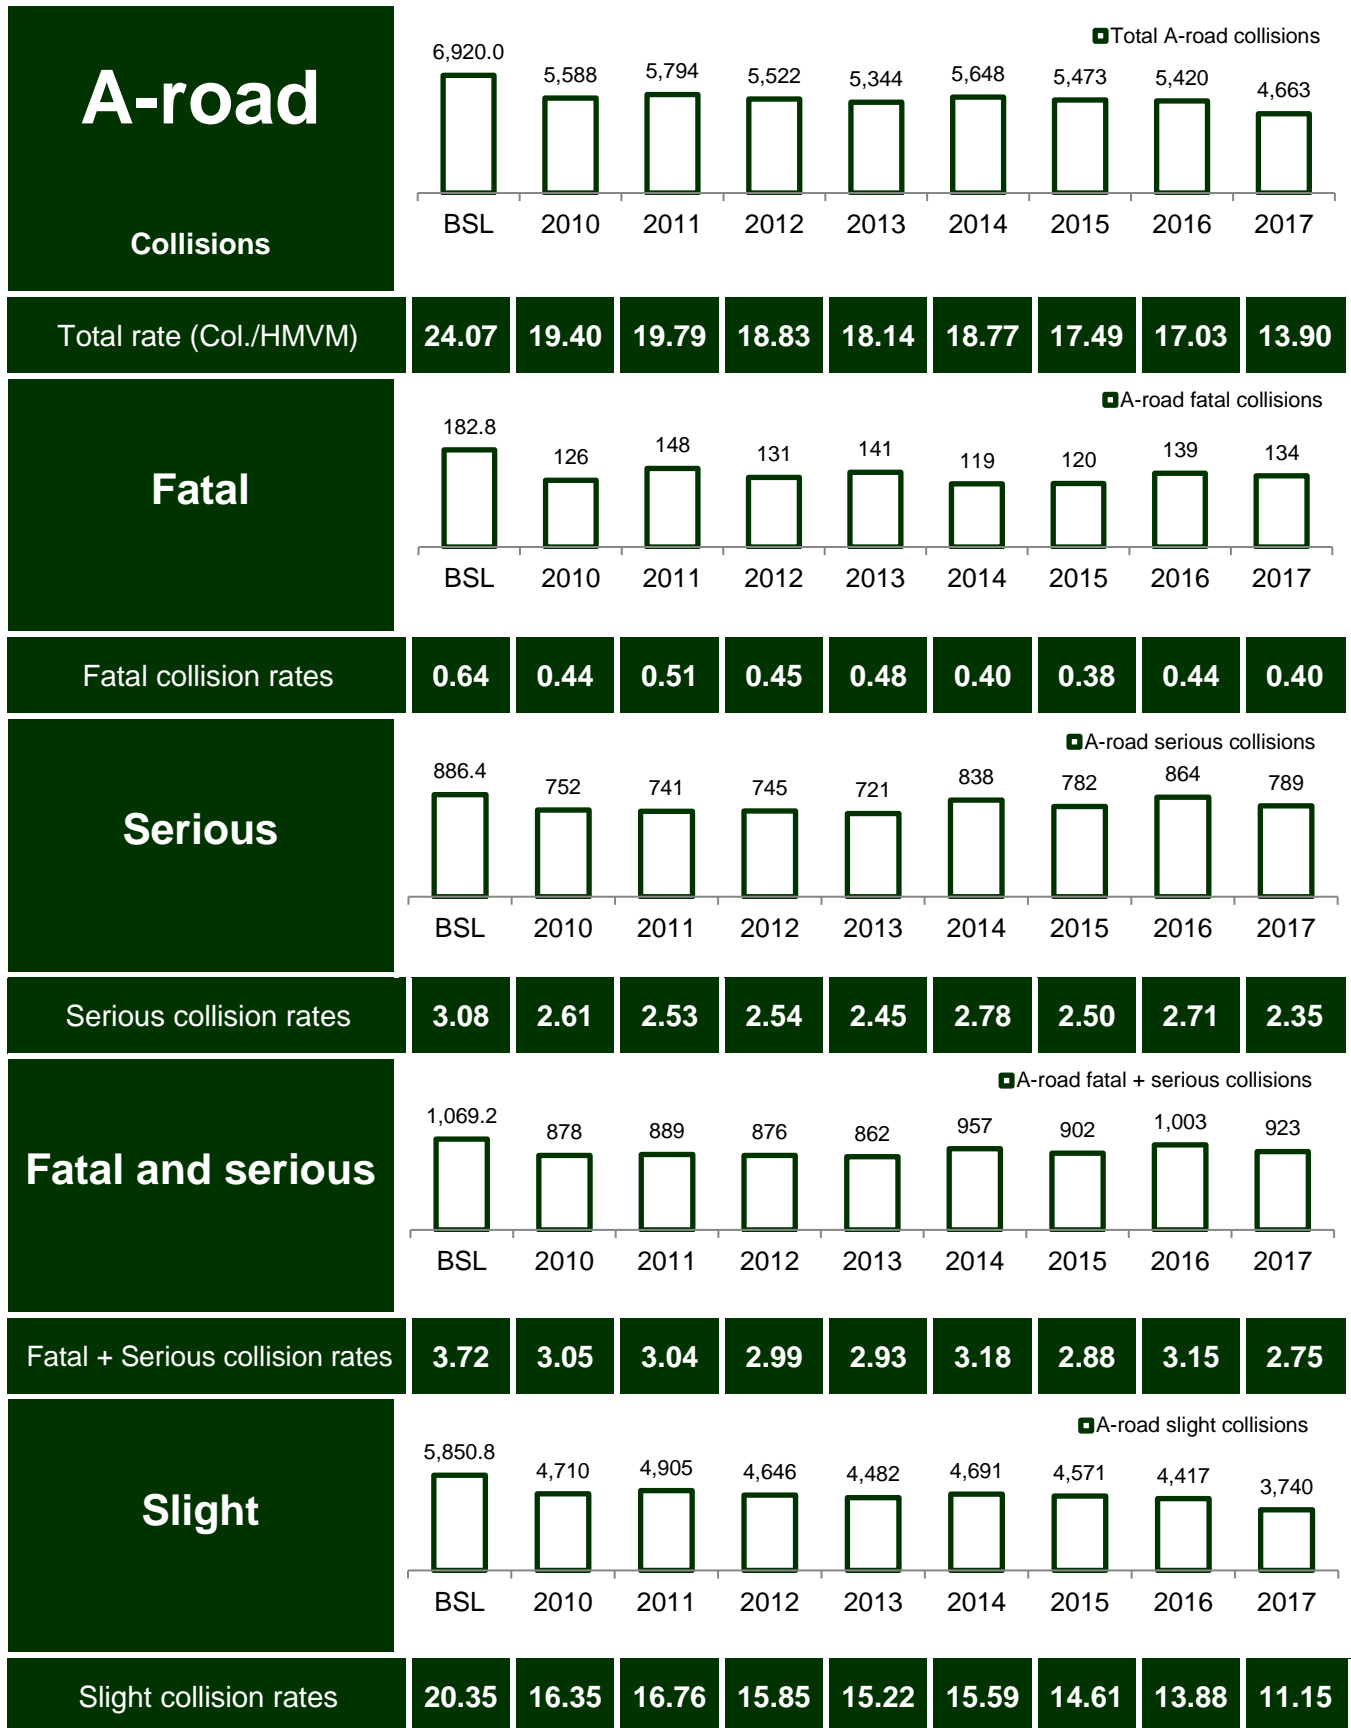 A-road
Collisions
Total A-road collisions
6,920.0 5,588 5,794 5,522 5,344 5,648 5,473 5,420 4,663
BSL 2010 2011 2012 2013 2014 2015 2016 2017
Total rate (Col./HMVM) 24.07 19.40 19.79 18.83 18.14 18.77 17.49 17.03 13.90
Fatal
A-road fatal collisions
182.8 126 148 131 141 119 120 139 134
BSL 2010 2011 2012 2013 2014 2015 2016 2017
Fatal collision rates 0.64 0.44 0.51 0.45 0.48 0.40 0.38 0.44 0.40
Serious
A-road serious collisions
886.4 752 741 745 721 838 782 864 789
BSL 2010 2011 2012 2013 2014 2015 2016 2017
Serious collision rates 3.08 2.61 2.53 2.54 2.45 2.78 2.50 2.71 2.35
Fatal and serious
A-road fatal + serious collisions
1,069.2 878 889 876 862 957 902 1,003 923
BSL 2010 2011 2012 2013 2014 2015 2016 2017
Fatal + Serious collision rates 3.72 3.05 3.04 2.99 2.93 3.18 2.88 3.15 2.75
Slight
A-road slight collisions
5,850.8 4,710 4,905 4,646 4,482 4,691 4,571 4,417 3,740
BSL 2010 2011 2012 2013 2014 2015 2016 2017
Slight collision rates 20.35 16.35 16.76 15.85 15.22 15.59 14.61 13.88 11.15